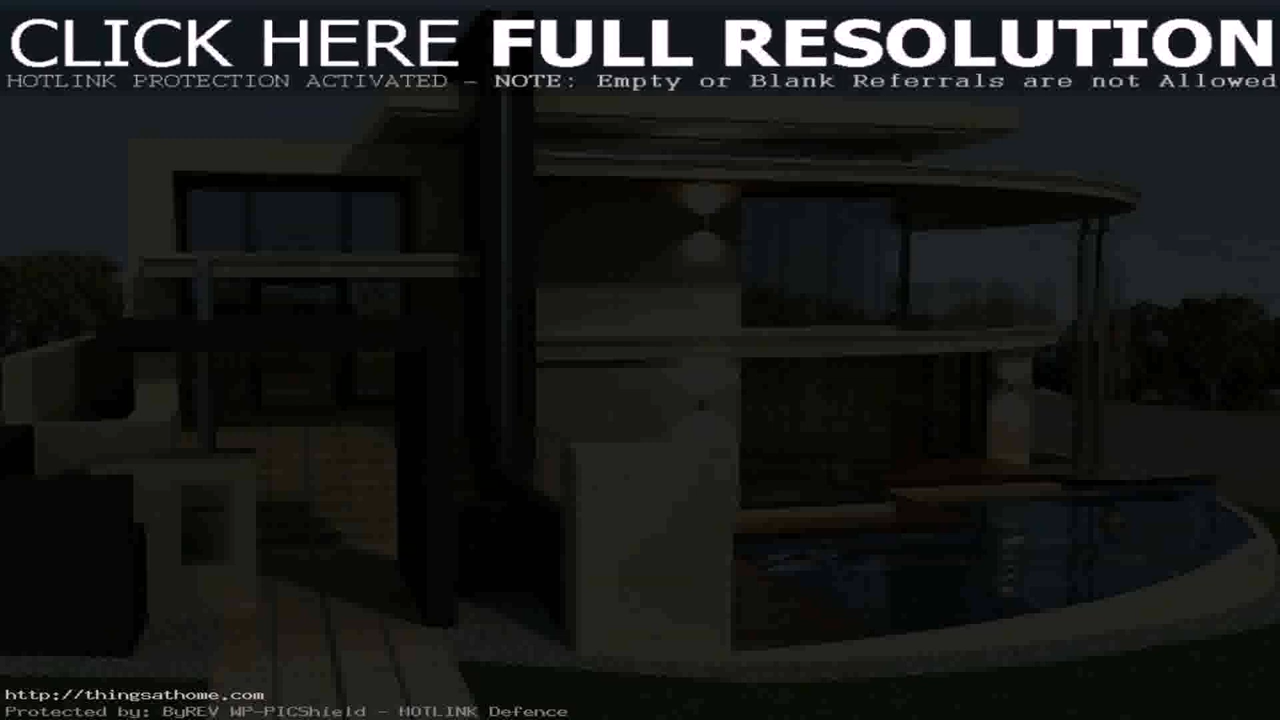 CLICK HERE FULL RESOLUTION
HOTLINK PROTECTION ACTIVATED - NOTE: Empty or Blank Referrals are not Allowed
http://thingsathome.com
Protected by: ByREV WP-PICShield - HOTLINK Defence